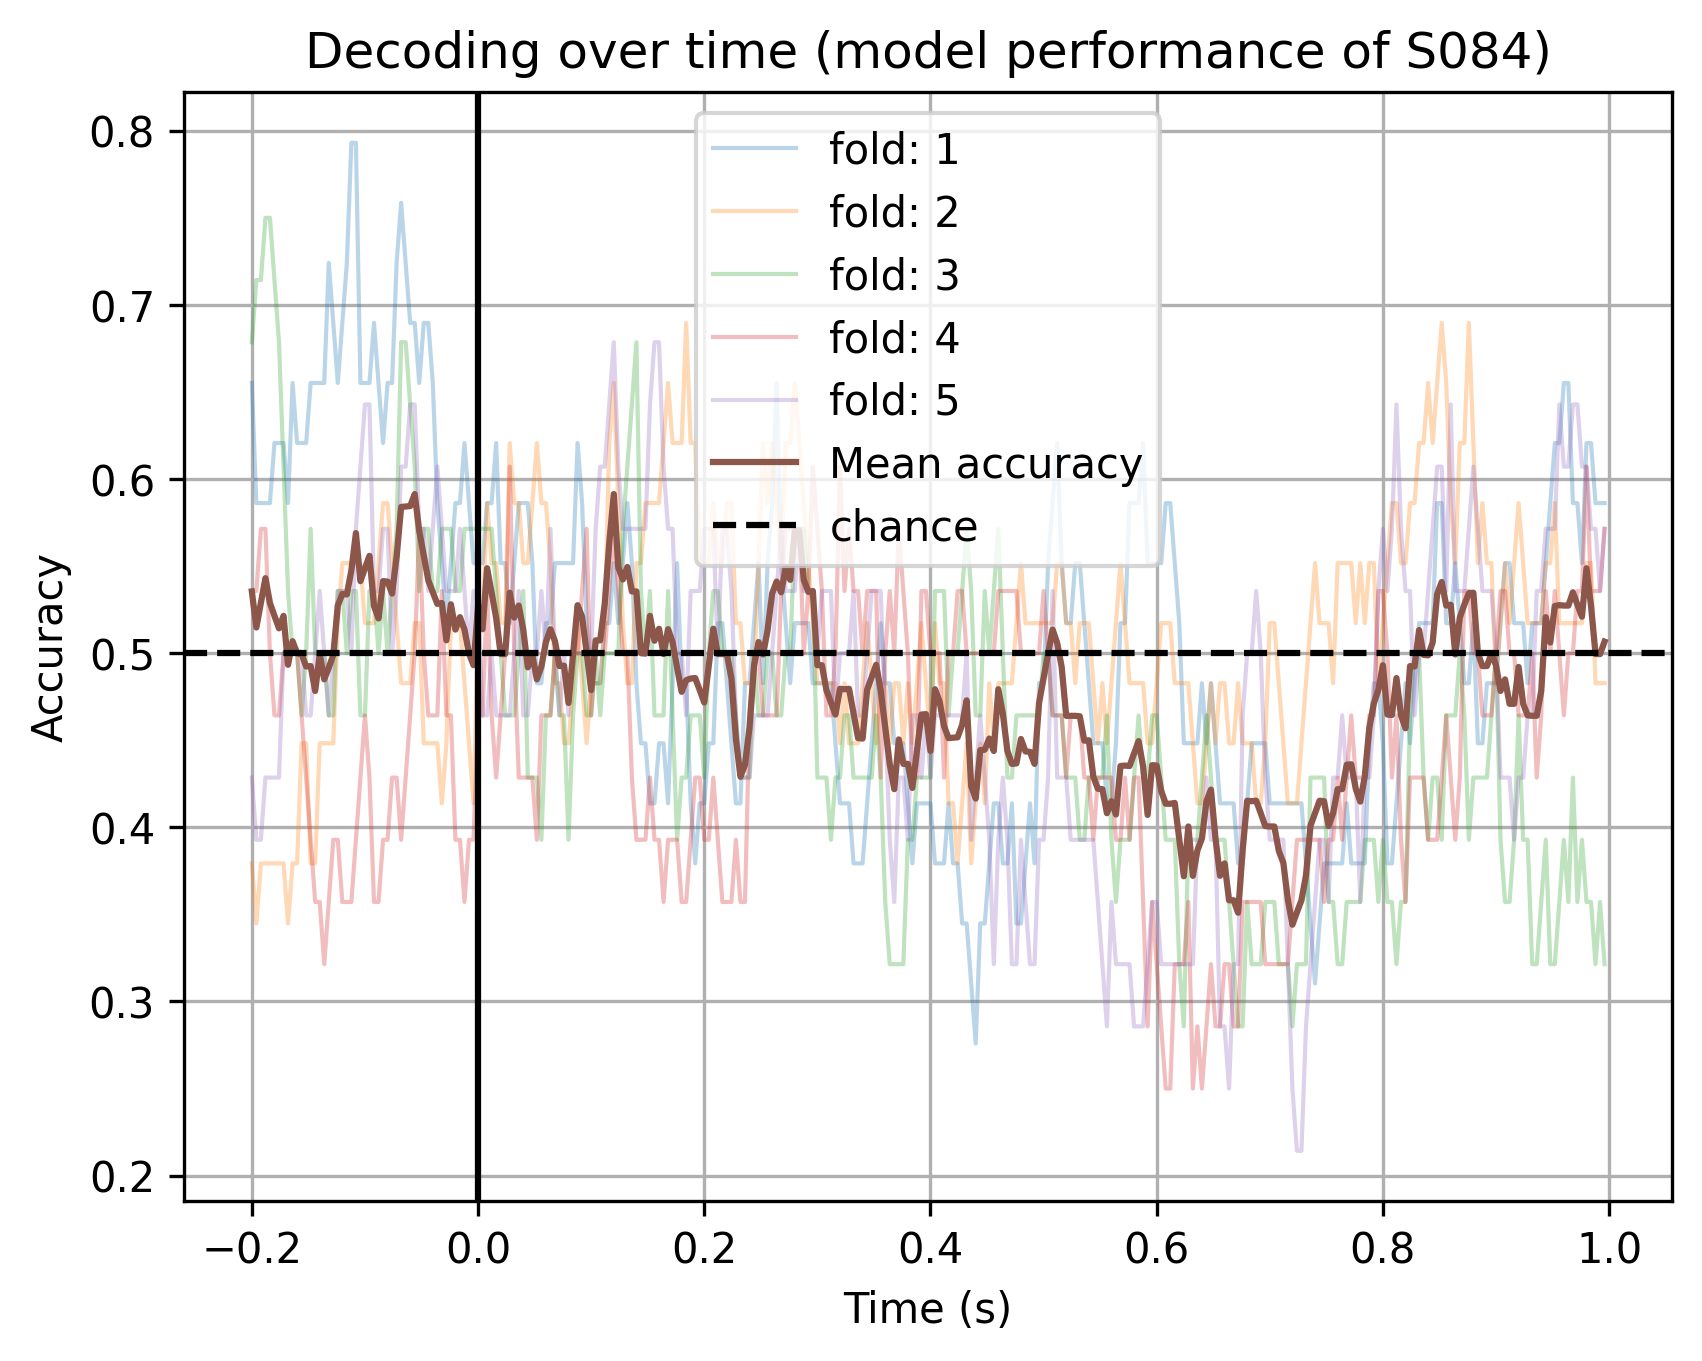 Decoding over time (model performance of S084)
0.8
0.7
0.6
0.5
0.4
0.3
0.2
Accuracy
fold: 1
fold: 2
fold: 3
fold: 4
fold: 5
Mean accuracy
chance
−0.2 0.0 0.2 0.4 0.6 0.8 1.0
Time (s)